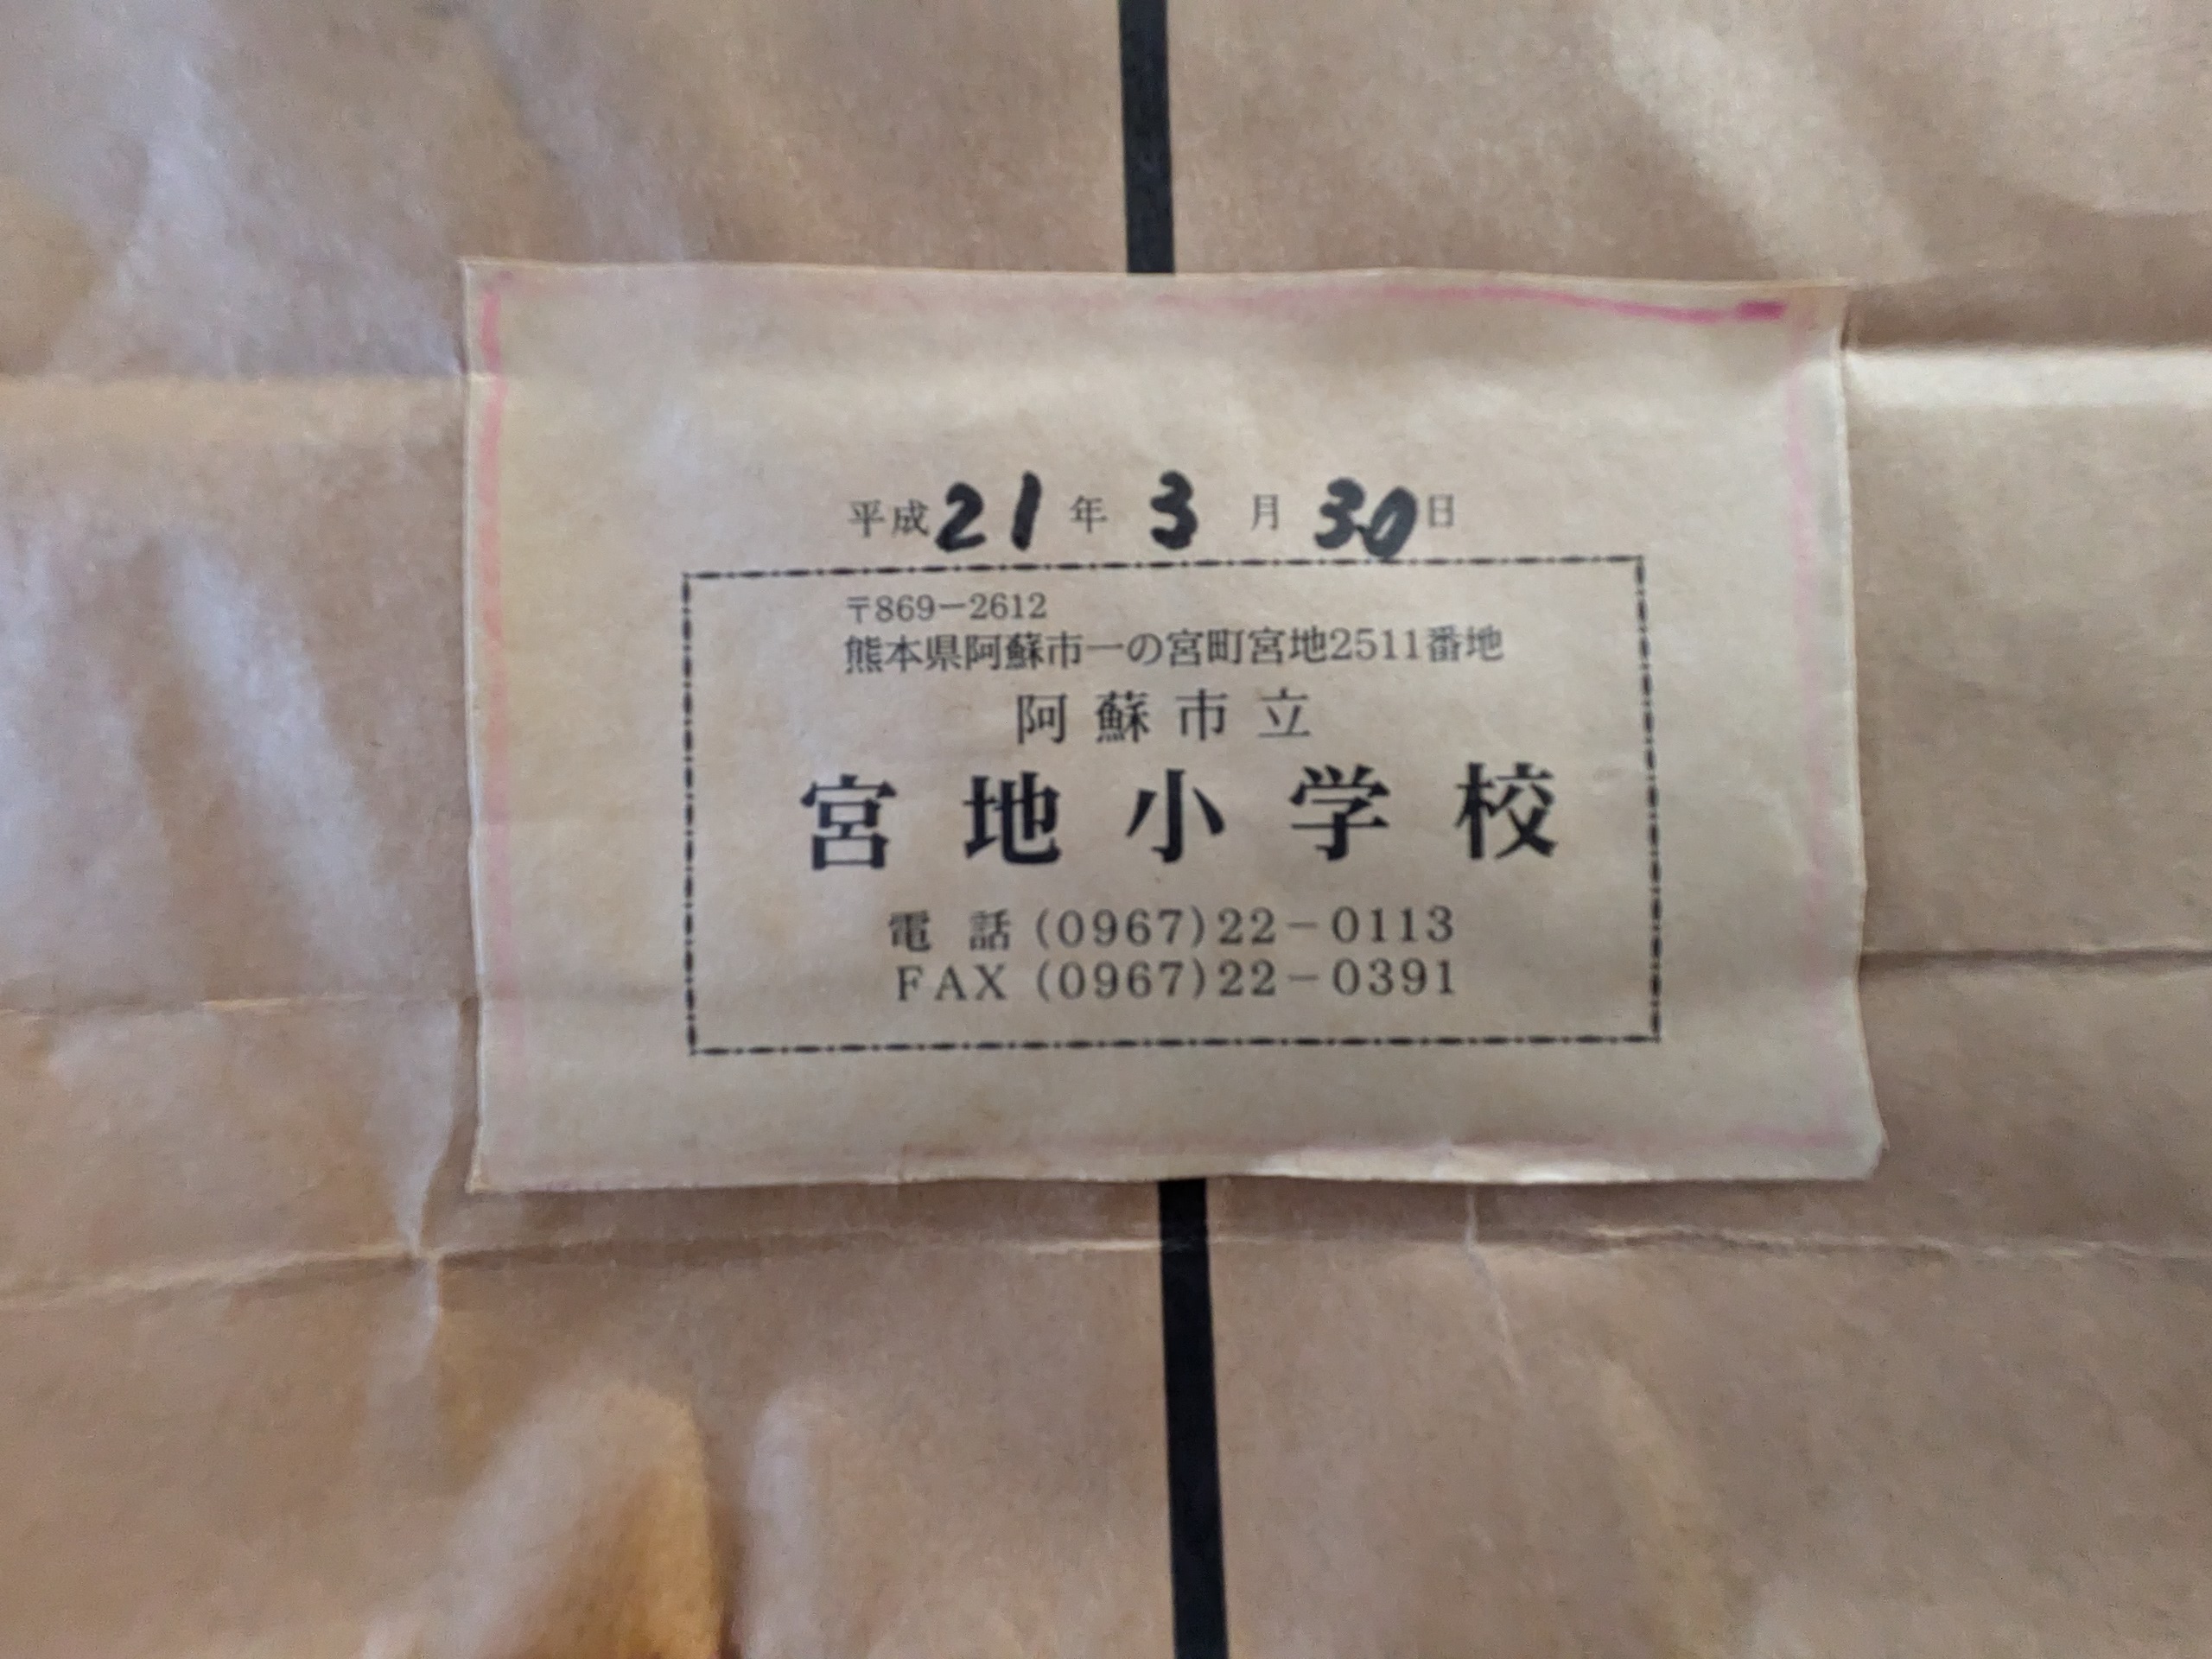 平成21年3月30日
〒869－2612
熊本県阿蘇市一の宮町宮地2511番地
阿蘇市立
宮地小学校
電話(0967)22－0113
FAX(0967)22－0391